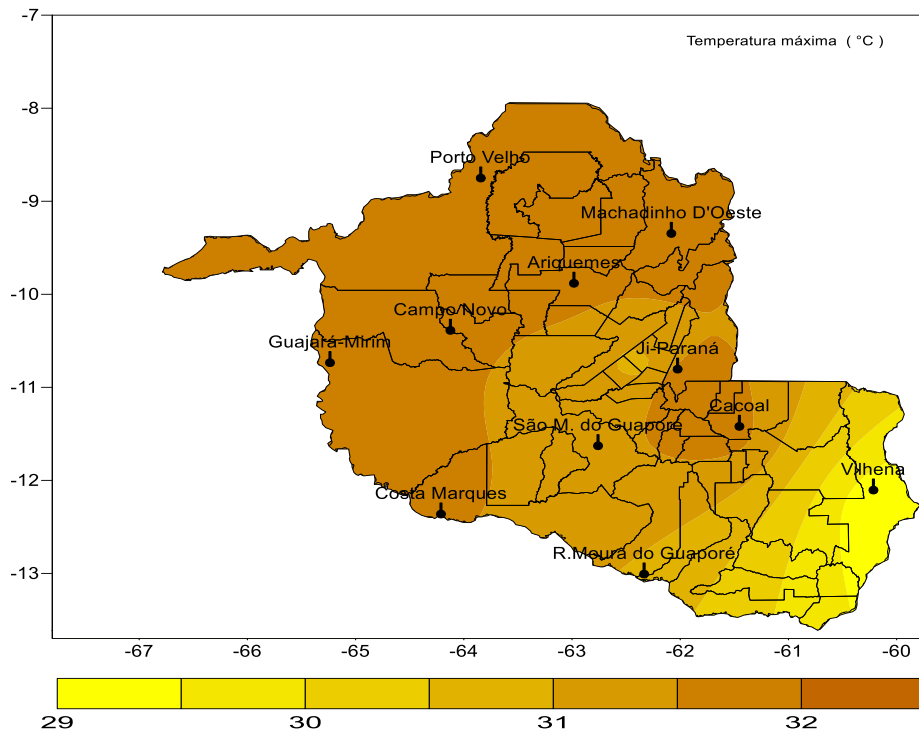 -7
Temperatura máxima ( °C )
-8
Porto Velho
-9
Machadinho D'Oeste
Ariquemes
-10
Campo Novo
Guajará-Mirim
Ji-Paraná
-11
Cacoal
São M. do Guaporé
Vilhena
-12
Costa Marques
R.Moura do Guaporé
-13
-67 -66 -65 -64 -63 -62 -61 -60
29 30 31 32